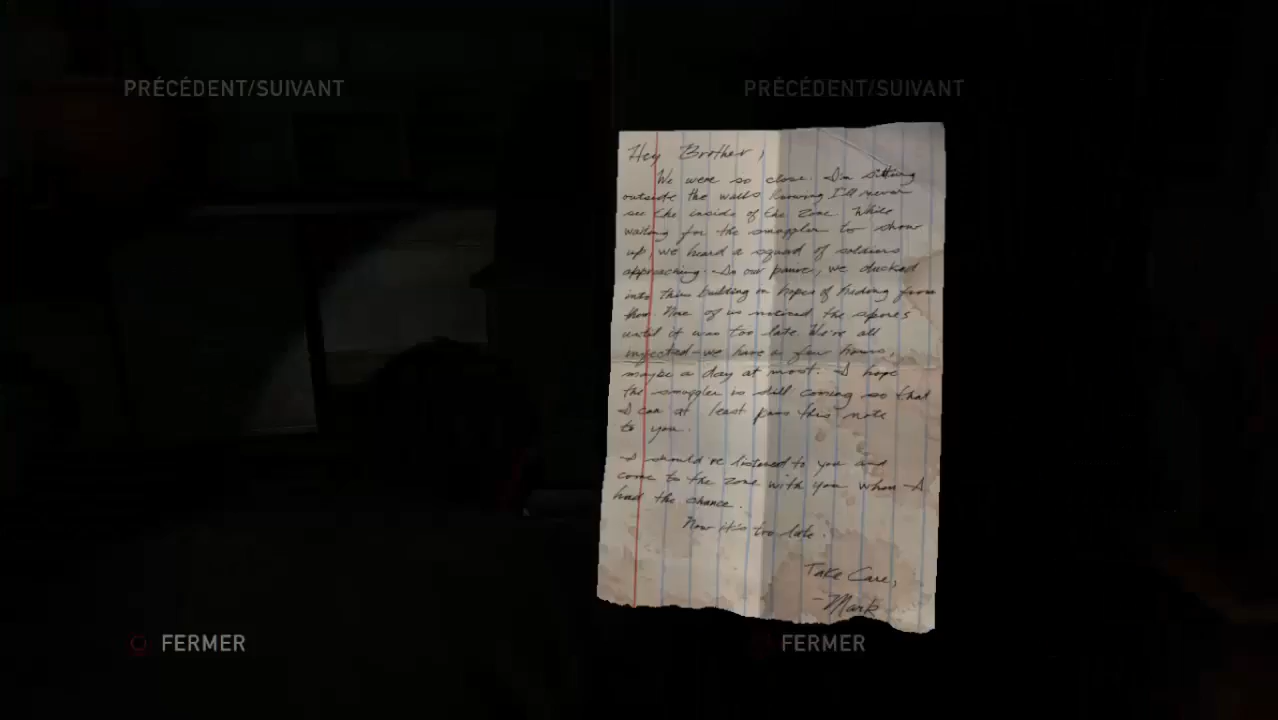 PRÉCÉDENT/SUIVANT
PRÉCÉDENT/SUIVANT
Hey Brother,
We were so close. I'm sitting
outside the walls knowing I'll never
see the inside of the zone. While
waiting for the smuggler to show
up, we heard a squad of soldiers
approaching. In our panic, we ducked
into this building in hopes of hiding from
them. None of us noticed the spores
until it was too late. We're all
infected - we have a few hours,
maybe a day at most. I hope
the smuggler is still coming so that
I can at least pass this note
to you.
I should've listened to you and
come to the zone with you when I
had the chance.
Now it's too late.
Take Care,
-Mark
FERMER
FERMER